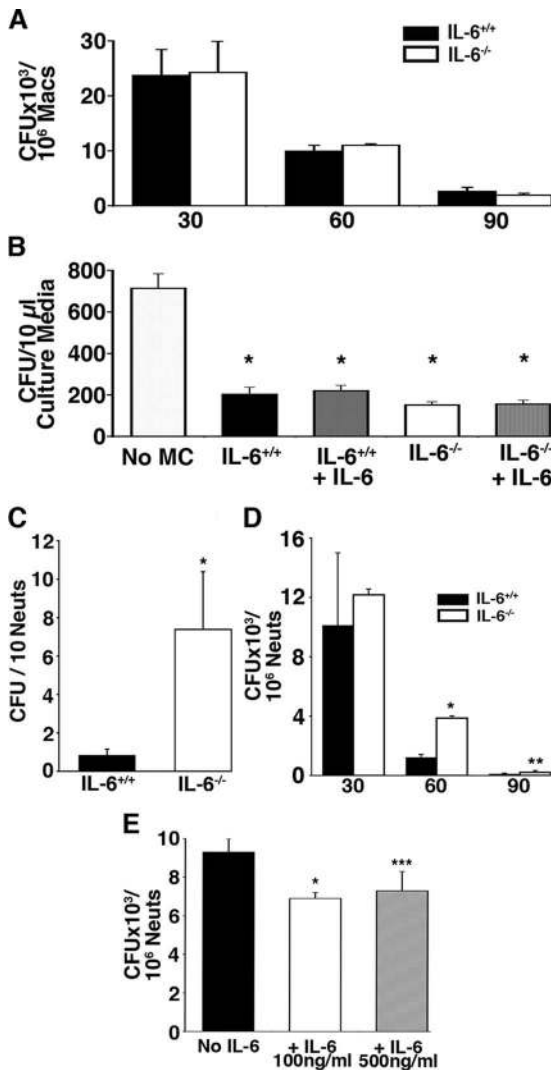 A
CFUx10³/
10⁶ Macs
30
20
10
0
IL-6⁺/⁺
IL-6⁻/⁻
30 60 90
B
CFU/10 µl
Culture Media
800
600
400
200
0
* * * *
No MC IL-6⁺/⁺ IL-6⁺/⁺ + IL-6 IL-6⁻/⁻ IL-6⁻/⁻ + IL-6
C
CFU / 10 Neuts
12
10
8
6
4
2
0
*
IL-6⁺/⁺ IL-6⁻/⁻
D
CFUx10³/
10⁶ Neuts
16
12
8
4
0
IL-6⁺/⁺
IL-6⁻/⁻
*
**
30 60 90
E
CFUx10³/
10⁶ Neuts
10
8
6
4
2
0
* ***
No IL-6 + IL-6 100ng/ml + IL-6 500ng/ml